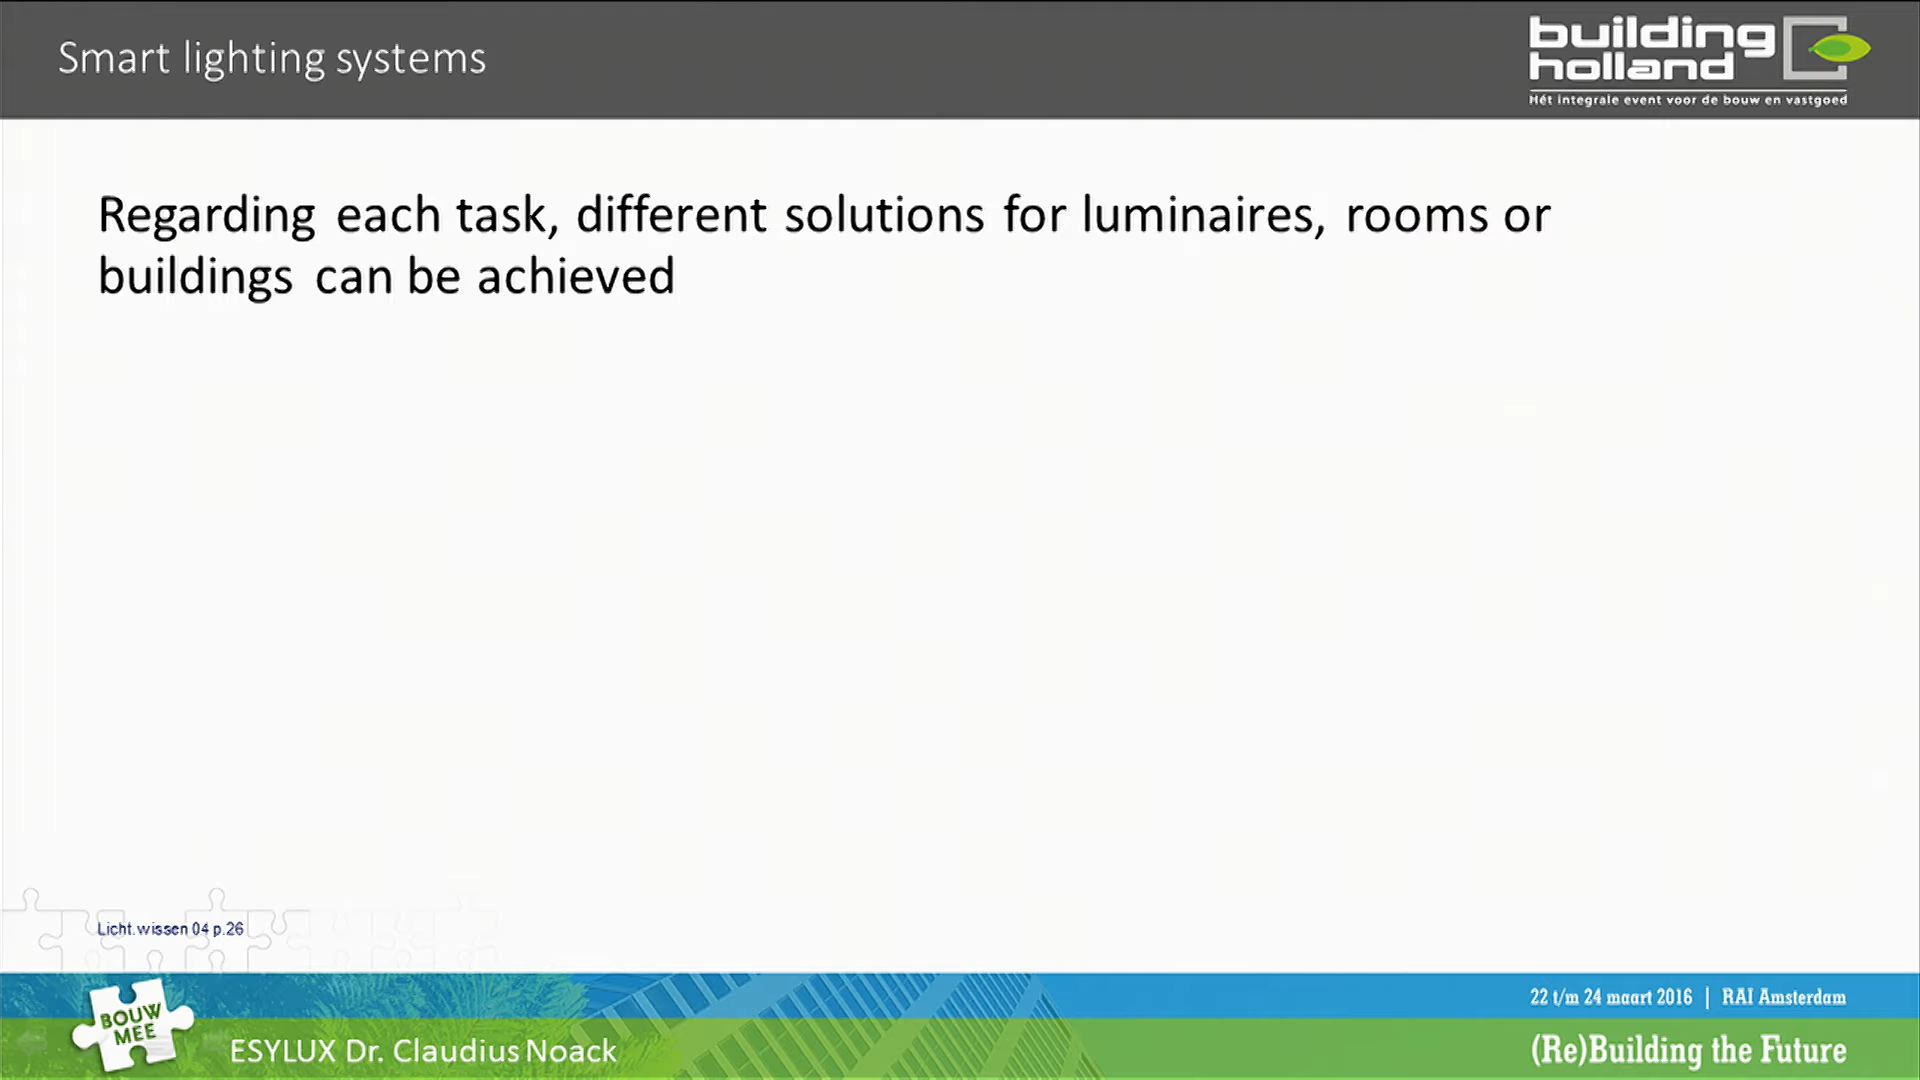 Smart lighting systems
building
holland
Hét integrale event voor de bouw en vastgoed
Regarding each task, different solutions for luminaires, rooms or
buildings can be achieved
Licht.wissen 04 p.26
BOUW
MEE
ESYLUX Dr. Claudius Noack
22 t/m 24 maart 2016 | RAI Amsterdam
(Re)Building the Future